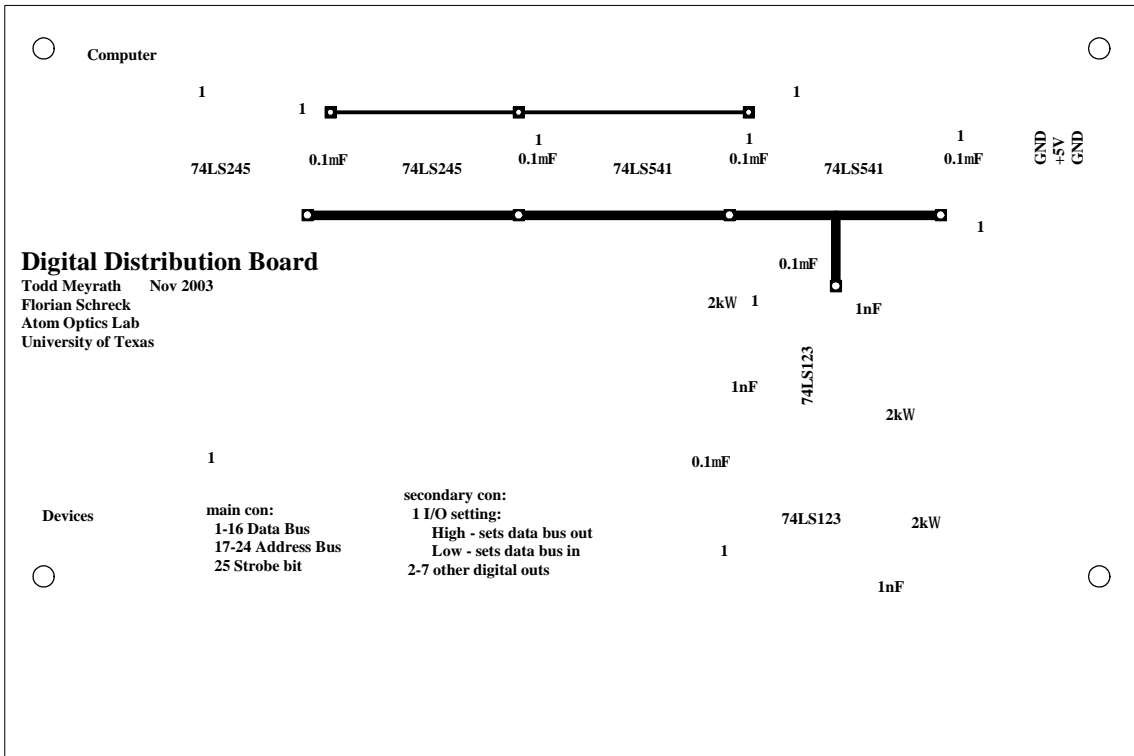 Computer
1
1
1
1
1
1
0.1mF
0.1mF
0.1mF
0.1mF
74LS245
74LS245
74LS541
74LS541
GND
+5V
GND
1
Digital Distribution Board
Todd Meyrath Nov 2003
Florian Schreck
Atom Optics Lab
University of Texas
0.1mF
2kW 1
1nF
74LS123
1nF
2kW
1
0.1mF
Devices
main con:
1-16 Data Bus
17-24 Address Bus
25 Strobe bit
secondary con:
1 I/O setting:
High - sets data bus out
Low - sets data bus in
2-7 other digital outs
74LS123
2kW
1
1nF